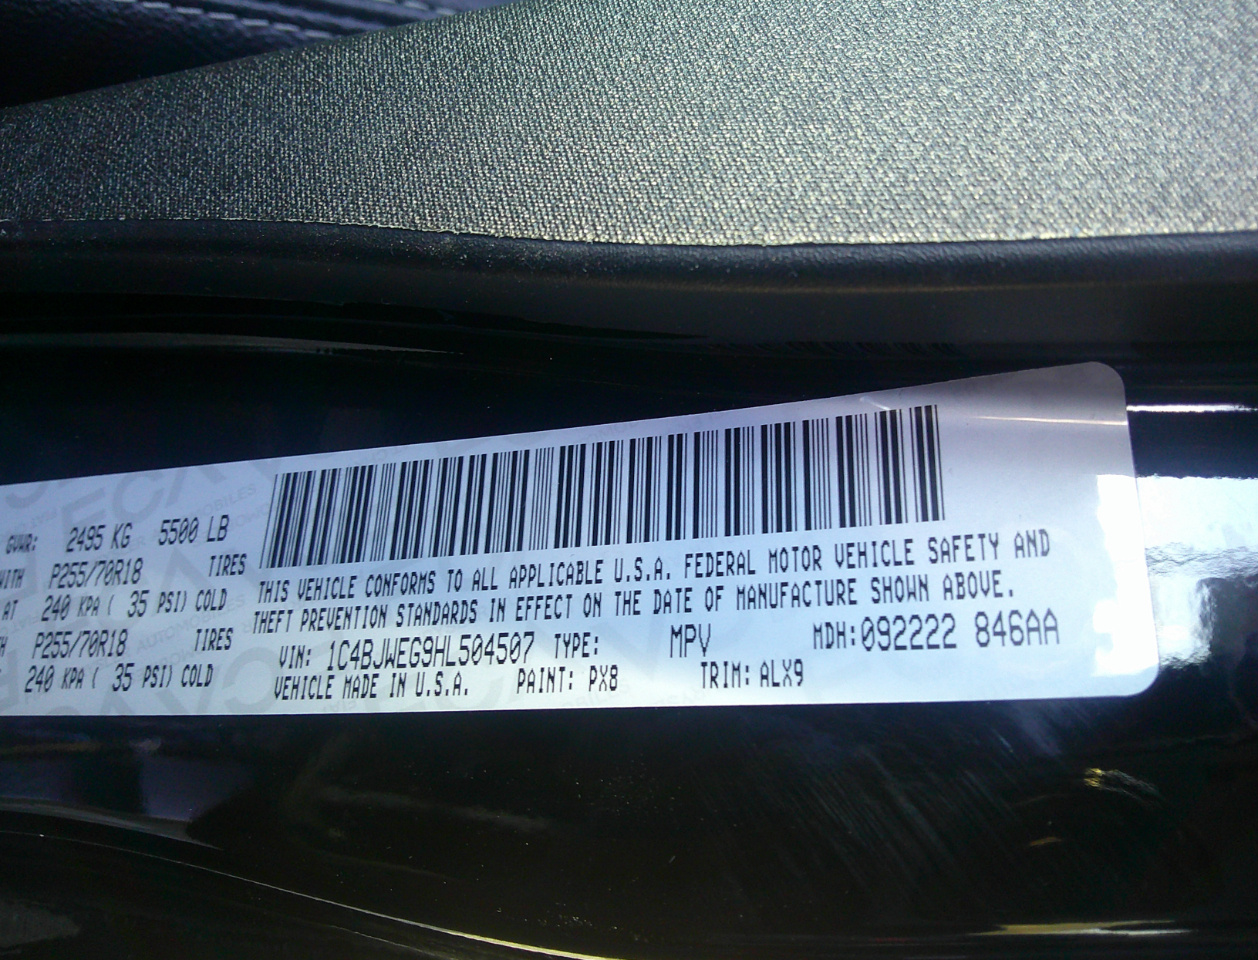 GVWR: 2495 KG 5500 LB
WITH P255/70R18 TIRES
AT 240 KPA ( 35 PSI) COLD
P255/70R18 TIRES
240 KPA ( 35 PSI) COLD
THIS VEHICLE CONFORMS TO ALL APPLICABLE U.S.A. FEDERAL MOTOR VEHICLE SAFETY AND
THEFT PREVENTION STANDARDS IN EFFECT ON THE DATE OF MANUFACTURE SHOWN ABOVE.
VIN: 1C4BJWEG9HL504507 TYPE: MPV MDH:092222 846AA
VEHICLE MADE IN U.S.A. PAINT: PX8 TRIM: ALX9